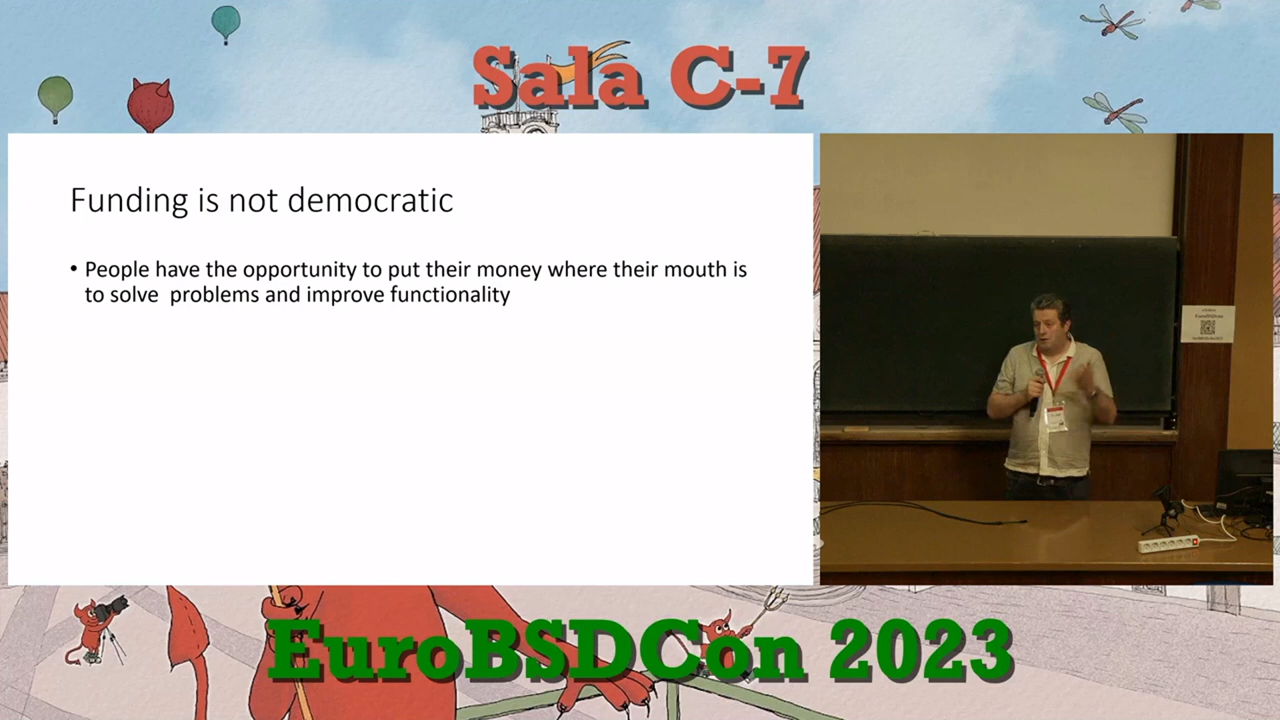 Sala C-7
Funding is not democratic
• People have the opportunity to put their money where their mouth is
to solve  problems and improve functionality
EuroBSDCon 2023